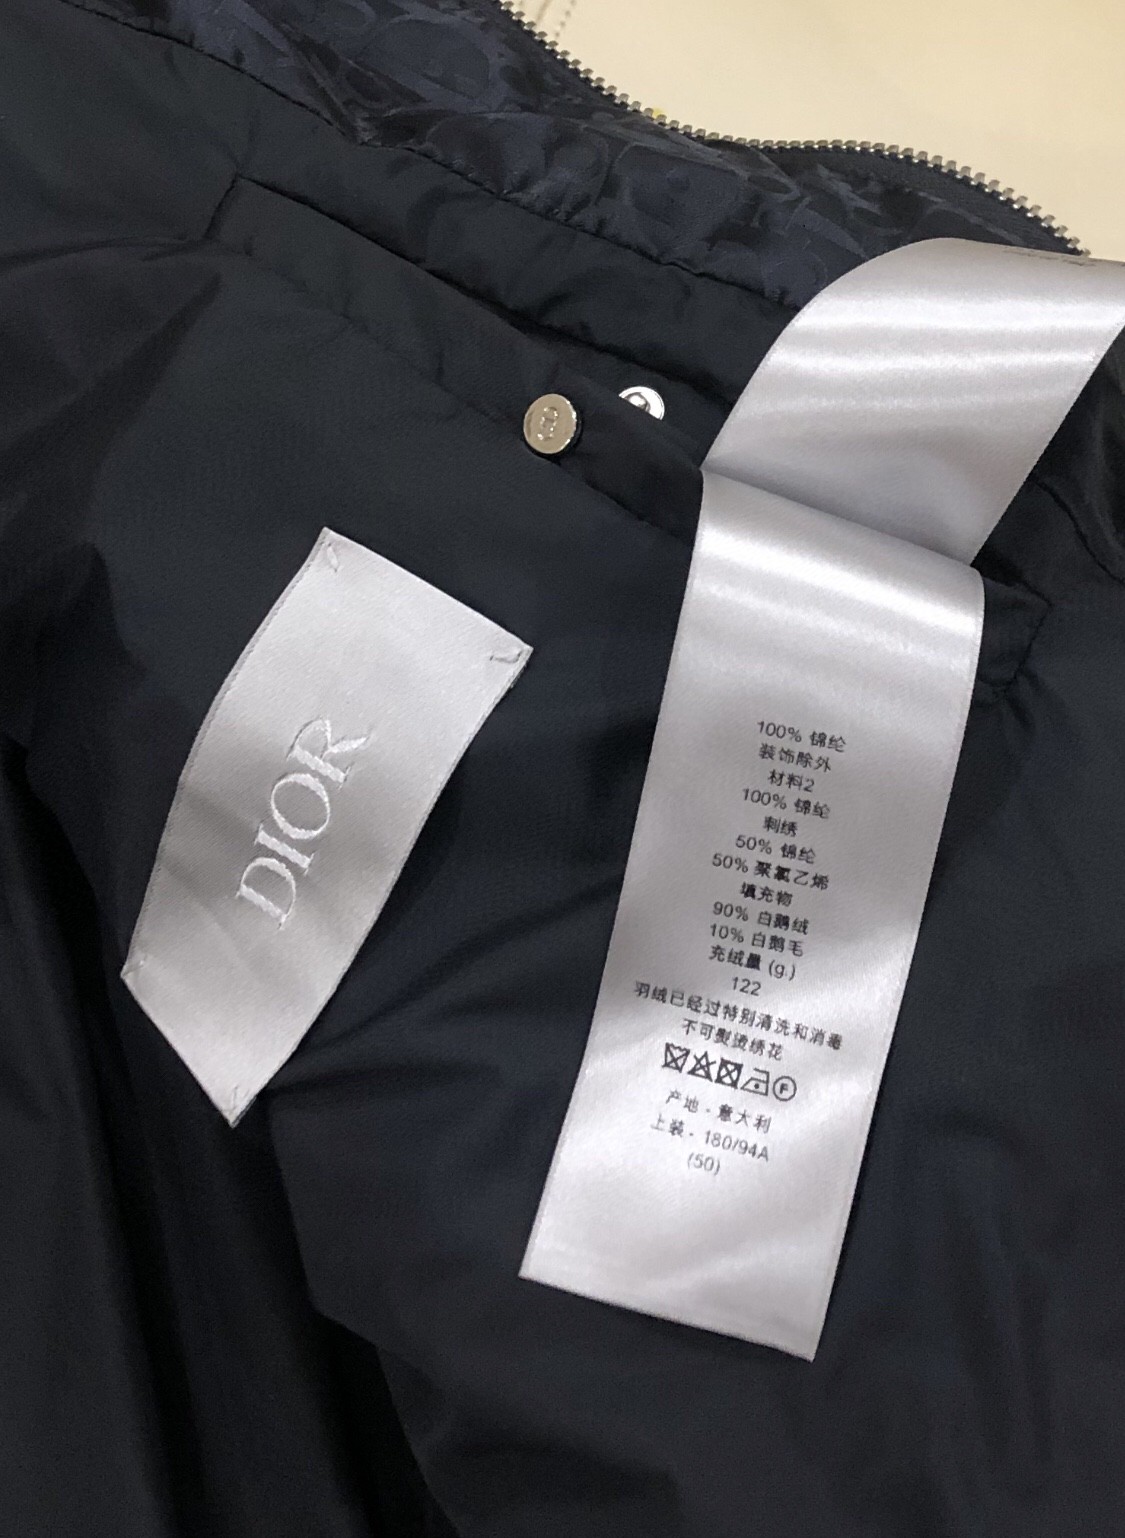 DIOR
100% 锦纶
装饰除外
材料2
100% 锦纶
刺绣
50% 锦纶
50% 聚氯乙烯
填充物
90% 白鹅绒
10% 白鹅毛
充绒量 (g.)
122
羽绒已经过特别清洗和消毒
不可熨烫绣花
F
产地 - 意大利
上装 - 180/94A
(50)